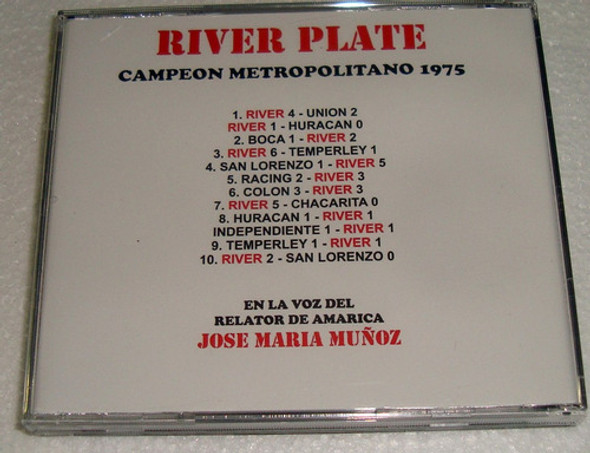 RIVER PLATE
CAMPEON METROPOLITANO 1975
1. RIVER 4 - UNION 2
RIVER 1 - HURACAN 0
2. BOCA 1 - RIVER 2
3. RIVER 6 - TEMPERLEY 1
4. SAN LORENZO 1 - RIVER 5
5. RACING 2 - RIVER 3
6. COLON 3 - RIVER 3
7. RIVER 5 - CHACARITA 0
8. HURACAN 1 - RIVER 1
INDEPENDIENTE 1 - RIVER 1
9. TEMPERLEY 1 - RIVER 1
10. RIVER 2 - SAN LORENZO 0
EN LA VOZ DEL
RELATOR DE AMARICA
JOSE MARIA MUÑOZ